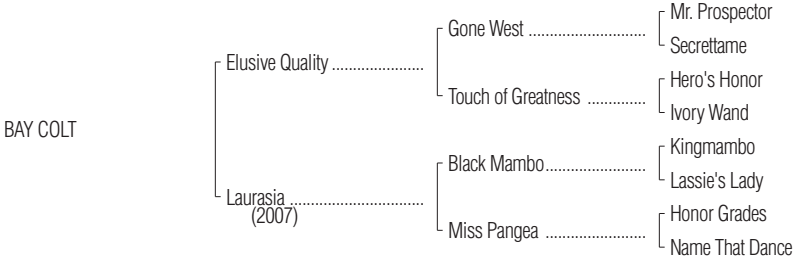 Mr. Prospector
Gone West ..............................
Secrettame
Elusive Quality .......................
Hero's Honor
Touch of Greatness ...............
Ivory Wand
BAY COLT
Kingmambo
Black Mambo..........................
Lassie's Lady
Laurasia ..................................
(2007)
Honor Grades
Miss Pangea ..........................
Name That Dance